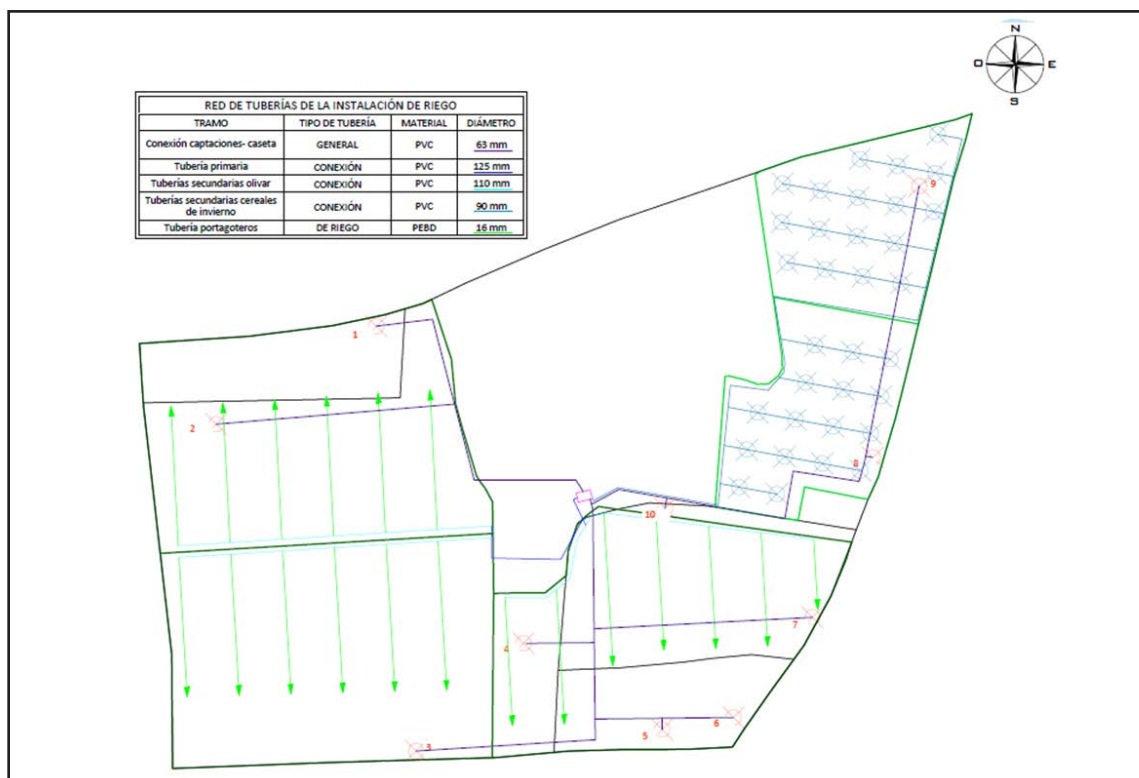 N
O E
S
RED DE TUBERÍAS DE LA INSTALACIÓN DE RIEGO
TRAMO TIPO DE TUBERÍA MATERIAL DIÁMETRO
Conexión captaciones- caseta GENERAL PVC 63 mm
Tubería primaria CONEXIÓN PVC 125 mm
Tuberías secundarias olivar CONEXIÓN PVC 110 mm
Tuberías secundarias cereales
de invierno CONEXIÓN PVC 90 mm
Tubería portagoteros DE RIEGO PEBD 16 mm
9
1
2
8
10
7
4
6
5
3